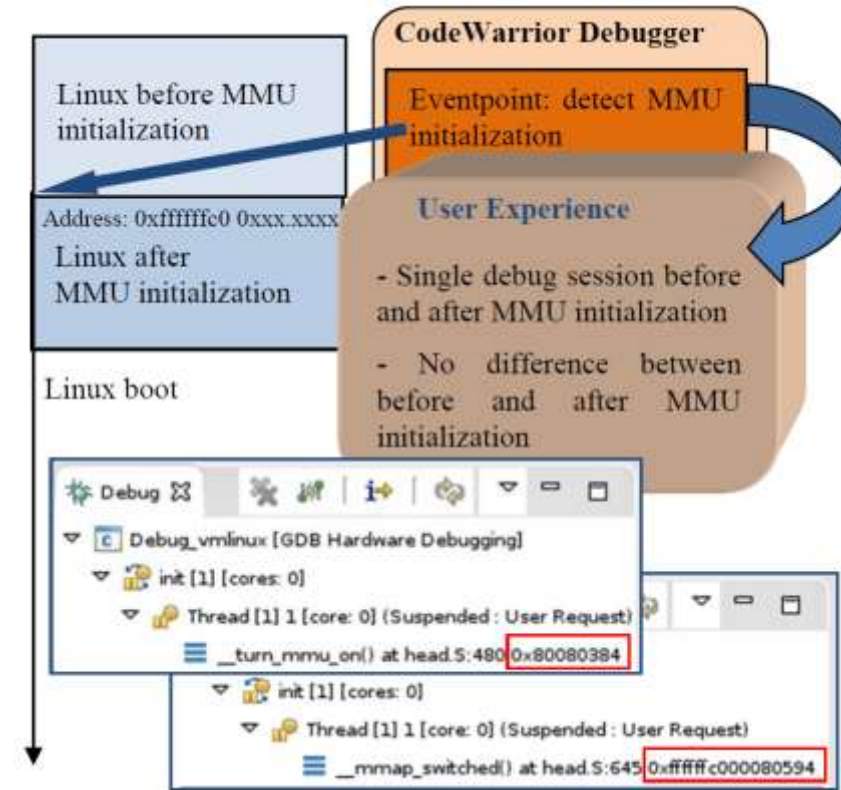 CodeWarrior Debugger
Linux before MMU
initialization
Eventpoint: detect MMU
initialization
Address: 0xffffffc0 0xxx.xxxx
Linux after
MMU initialization
User Experience
- Single debug session before
and after MMU initialization
- No difference between
before and after MMU
initialization
Linux boot
Debug
Debug_vmlinux [GDB Hardware Debugging]
init [1] [cores: 0]
Thread [1] 1 [core: 0] (Suspended : User Request)
__turn_mmu_on() at head.S:480 0x80080384
init [1] [cores: 0]
Thread [1] 1 [core: 0] (Suspended : User Request)
__mmap_switched() at head.S:645 0xffffffc000080594